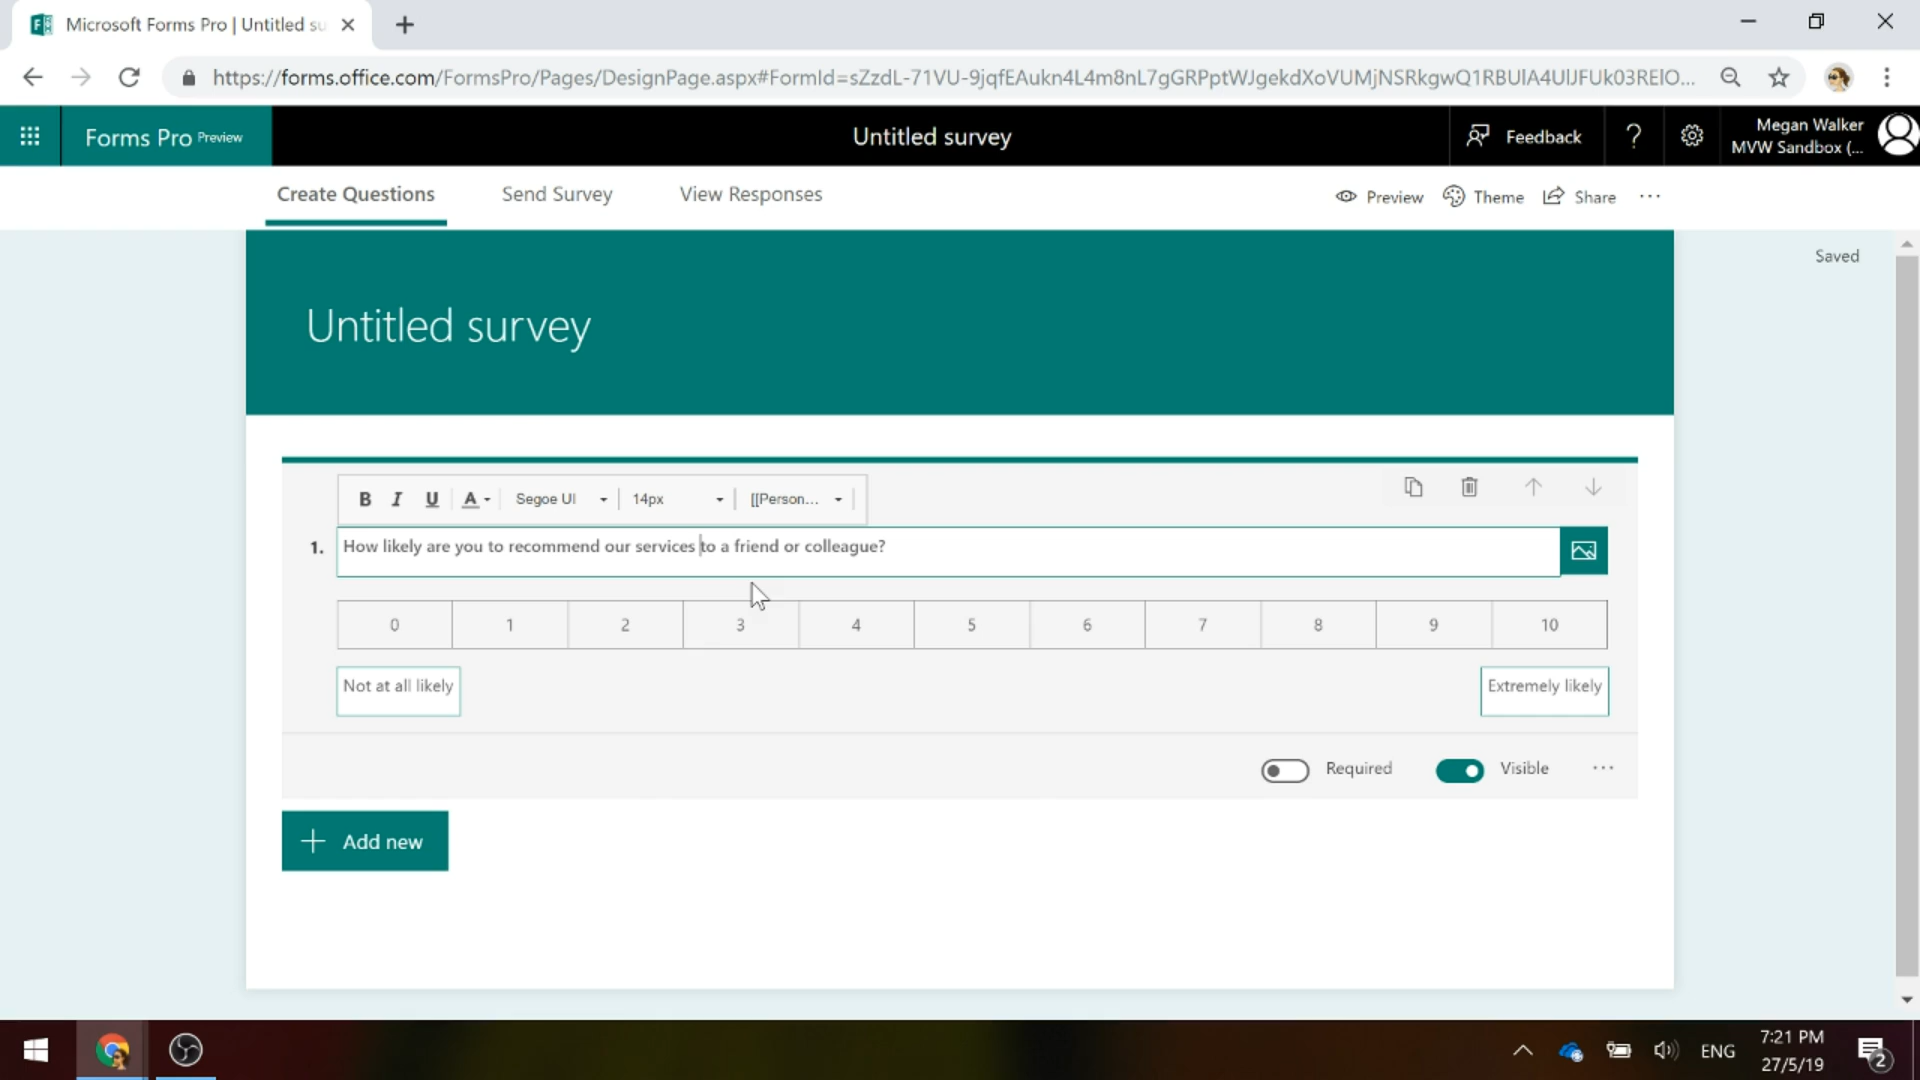 Microsoft Forms Pro | Untitled su
https://forms.office.com/FormsPro/Pages/DesignPage.aspx#FormId=sZzdL-71VU-9jqfEAukn4L4m8nL7gGRPptWJgekdXoVUMjNSRkgwQ1RBUlA4UlJFUk03RElO...
Forms Pro Preview
Untitled survey
Feedback
?
Megan Walker
MVW Sandbox (...
Create Questions
Send Survey
View Responses
Preview
Theme
Share
Saved
Untitled survey
B I U A Segoe UI 14px [[Person...
1. How likely are you to recommend our services to a friend or colleague?
0 1 2 3 4 5 6 7 8 9 10
Not at all likely
Extremely likely
Required
Visible
+ Add new
ENG
7:21 PM
27/5/19
2